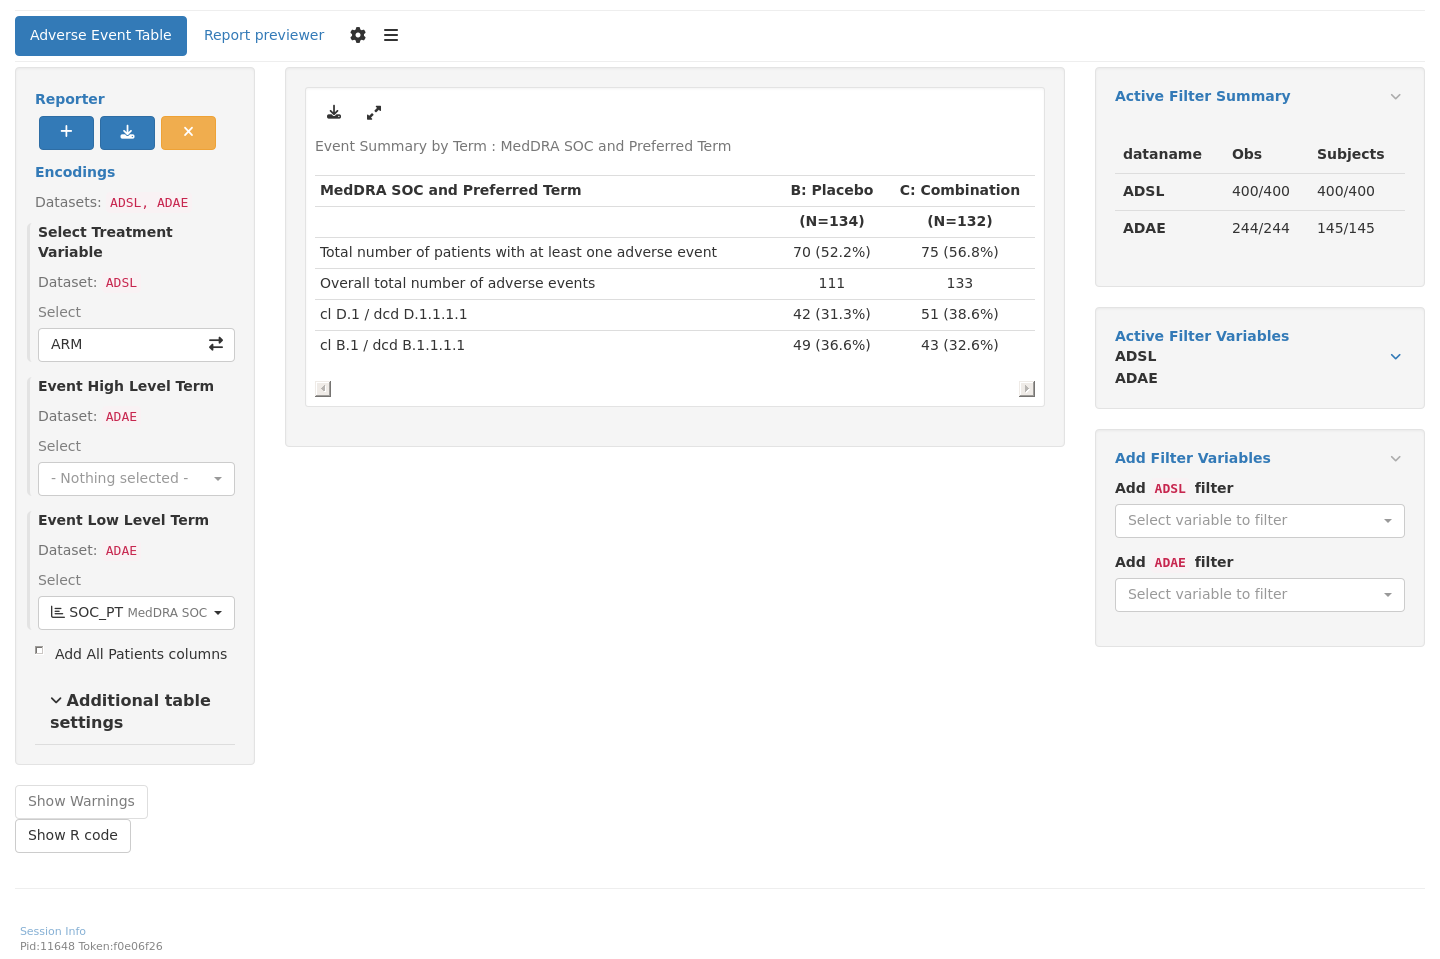 Adverse Event Table
Report previewer
Reporter
Encodings
Datasets: ADSL, ADAE
Select Treatment
Variable
Dataset: ADSL
Select
ARM
Event High Level Term
Dataset: ADAE
Select
- Nothing selected -
Event Low Level Term
Dataset: ADAE
Select
SOC_PT MedDRA SOC
Add All Patients columns
Additional table
settings
Show Warnings
Show R code
Event Summary by Term : MedDRA SOC and Preferred Term
MedDRA SOC and Preferred Term B: Placebo C: Combination
(N=134) (N=132)
Total number of patients with at least one adverse event 70 (52.2%) 75 (56.8%)
Overall total number of adverse events 111 133
cl D.1 / dcd D.1.1.1.1 42 (31.3%) 51 (38.6%)
cl B.1 / dcd B.1.1.1.1 49 (36.6%) 43 (32.6%)
Active Filter Summary
dataname Obs Subjects
ADSL 400/400 400/400
ADAE 244/244 145/145
Active Filter Variables
ADSL
ADAE
Add Filter Variables
Add ADSL filter
Select variable to filter
Add ADAE filter
Select variable to filter
Session Info
Pid:11648 Token:f0e06f26